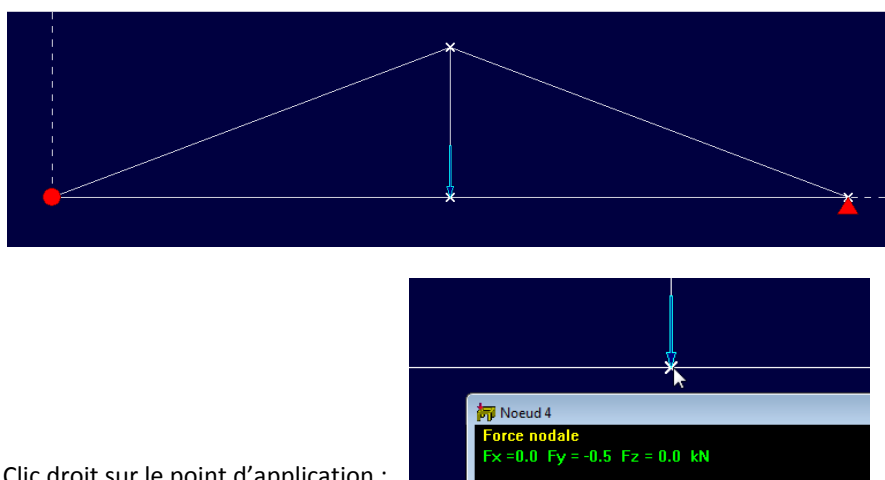 Noeud 4
Force nodale
Fx =0.0 Fy = -0.5 Fz = 0.0 kN
Clic droit sur le point d'application :